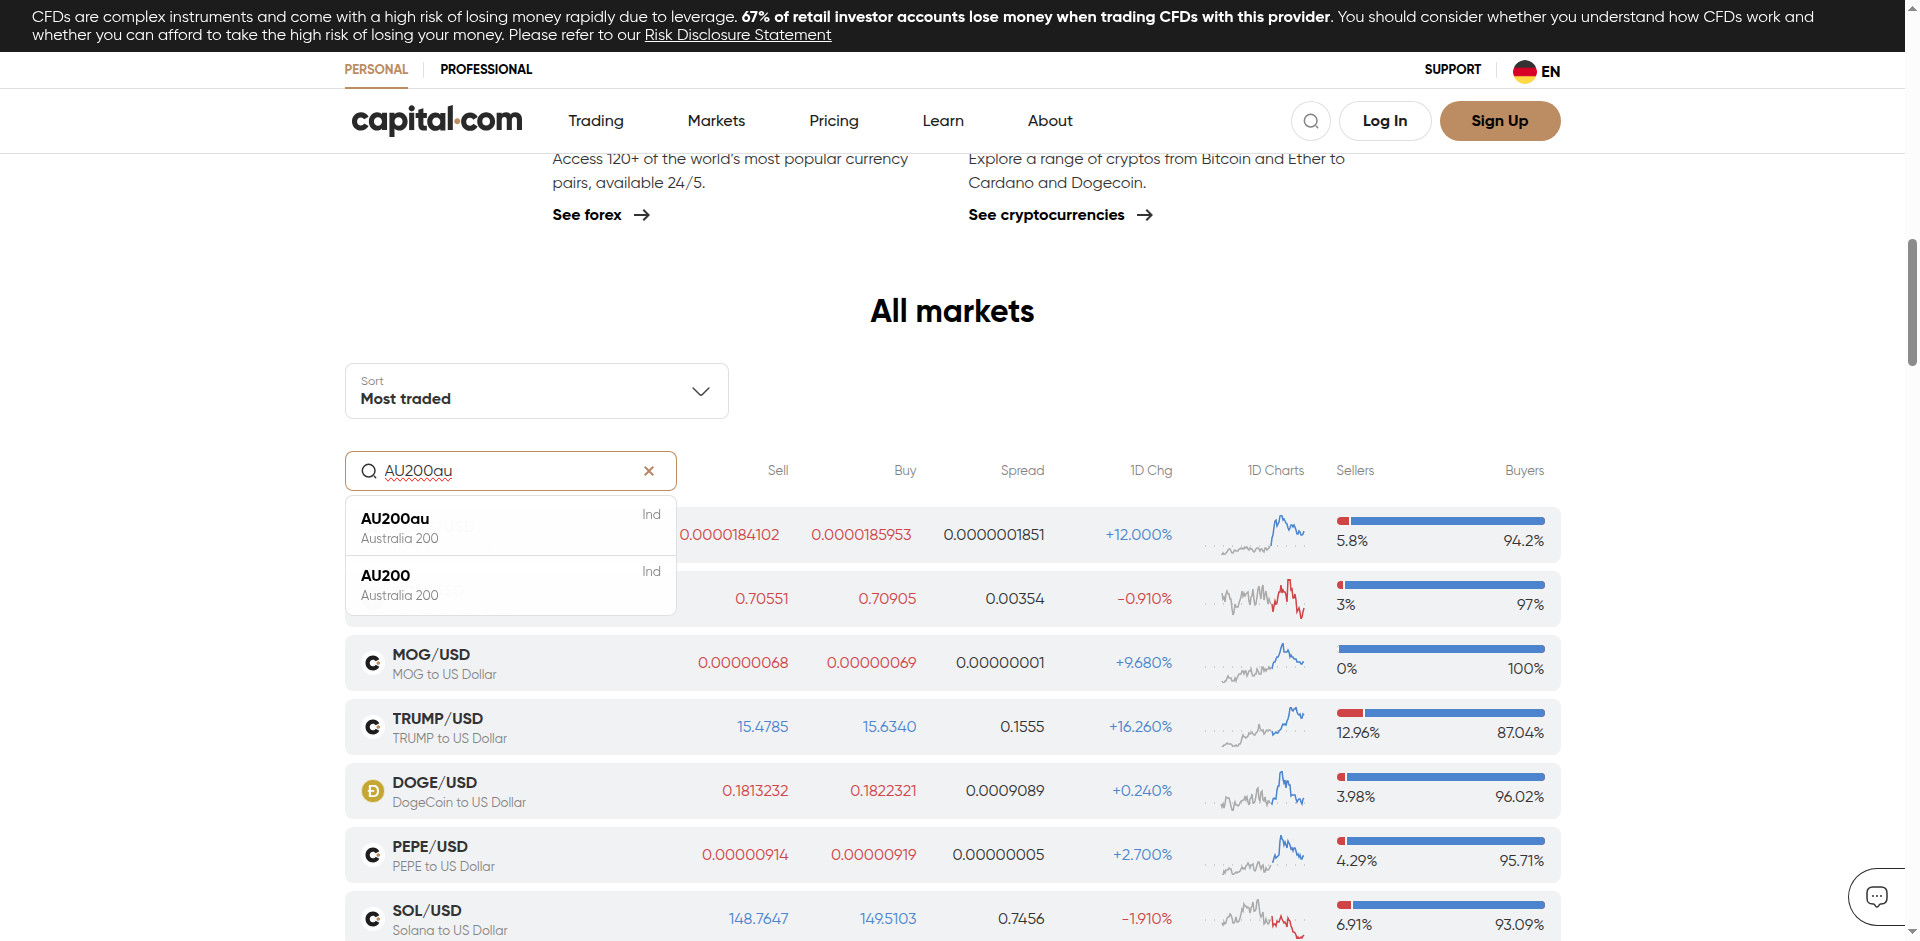 CFDs are complex instruments and come with a high risk of losing money rapidly due to leverage. 67% of retail investor accounts lose money when trading CFDs with this provider. You should consider whether you understand how CFDs work and
whether you can afford to take the high risk of losing your money. Please refer to our Risk Disclosure Statement
PERSONAL PROFESSIONAL SUPPORT EN
capital.com Trading Markets Pricing Learn About Log In Sign Up
Access 120+ of the world's most popular currency
pairs, available 24/5.
See forex
Explore a range of cryptos from Bitcoin and Ether to
Cardano and Dogecoin.
See cryptocurrencies
All markets
Sort
Most traded
AU200au Sell Buy Spread 1D Chg 1D Charts Sellers Buyers
AU200au Ind
Australia 200
AU200 Ind
Australia 200
0.0000184102 0.0000185953 0.0000001851 +12.000% 5.8% 94.2%
0.70551 0.70905 0.00354 -0.910% 3% 97%
MOG/USD 0.00000068 0.00000069 0.00000001 +9.680% 0% 100%
MOG to US Dollar
TRUMP/USD 15.4785 15.6340 0.1555 +16.260% 12.96% 87.04%
TRUMP to US Dollar
DOGE/USD 0.1813232 0.1822321 0.0009089 +0.240% 3.98% 96.02%
DogeCoin to US Dollar
PEPE/USD 0.00000914 0.00000919 0.00000005 +2.700% 4.29% 95.71%
PEPE to US Dollar
SOL/USD 148.7647 149.5103 0.7456 -1.910% 6.91% 93.09%
Solana to US Dollar